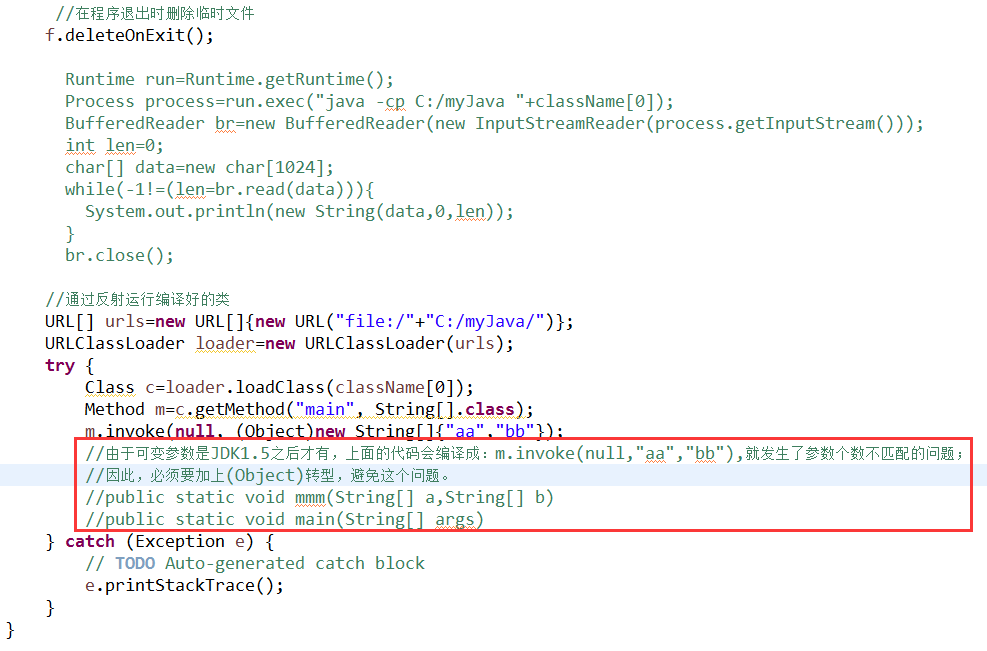 //在程序退出时删除临时文件
f.deleteOnExit();
Runtime run=Runtime.getRuntime();
Process process=run.exec("java -cp C:/myJava "+className[0]);
BufferedReader br=new BufferedReader(new InputStreamReader(process.getInputStream()));
int len=0;
char[] data=new char[1024];
while(-1!=(len=br.read(data))){
System.out.println(new String(data,0,len));
}
br.close();
//通过反射运行编译好的类
URL[] urls=new URL[]{new URL("file:/"+"C:/myJava/")};
URLClassLoader loader=new URLClassLoader(urls);
try {
Class c=loader.loadClass(className[0]);
Method m=c.getMethod("main", String[].class);
m.invoke(null, (Object)new String[]{"aa","bb"});
//由于可变参数是JDK1.5之后才有，上面的代码会编译成：m.invoke(null,"aa","bb"),就发生了参数个数不匹配的问题；
//因此，必须要加上(Object)转型，避免这个问题。
//public static void mmm(String[] a,String[] b)
//public static void main(String[] args)
} catch (Exception e) {
// TODO Auto-generated catch block
e.printStackTrace();
}
}